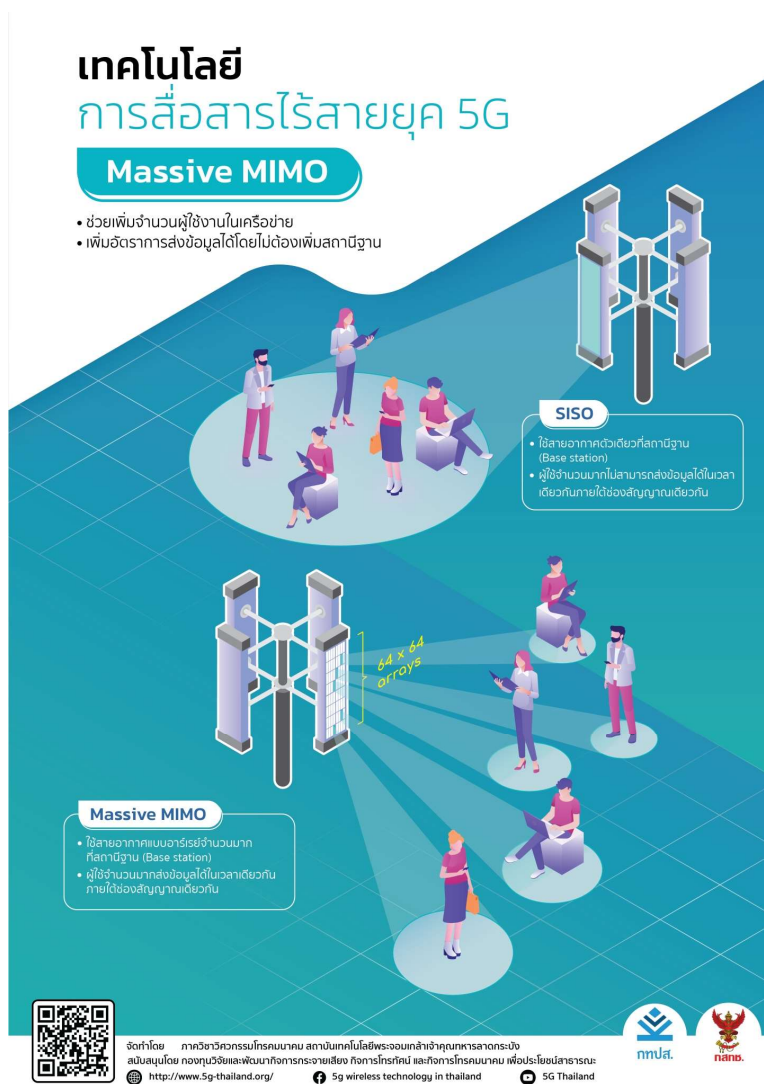 เทคโนโลยี
การสื่อสารไร้สายยุค 5G
Massive MIMO
• ช่วยเพิ่มจำนวนผู้ใช้งานในเครือข่าย
• เพิ่มอัตราการส่งข้อมูลได้โดยไม่ต้องเพิ่มสถานีฐาน
SISO
• ใช้สายอากาศตัวเดียวที่สถานีฐาน
(Base station)
• ผู้ใช้จำนวนมากไม่สามารถส่งข้อมูลได้ในเวลา
เดียวกันภายใต้ช่องสัญญาณเดียวกัน
64 x 64
arrays
Massive MIMO
• ใช้สายอากาศแบบอาร์เรย์จำนวนมาก
ที่สถานีฐาน (Base station)
• ผู้ใช้จำนวนมากส่งข้อมูลได้ในเวลาเดียวกัน
ภายใต้ช่องสัญญาณเดียวกัน
จัดทำโดย ภาควิชาวิศวกรรมโทรคมนาคม สถาบันเทคโนโลยีพระจอมเกล้าเจ้าคุณทหารลาดกระบัง
สนับสนุนโดย กองทุนวิจัยและพัฒนากิจการกระจายเสียง กิจการโทรทัศน์ และกิจการโทรคมนาคม เพื่อประโยชน์สาธารณะ
http://www.5g-thailand.org/ 5g wireless technology in thailand 5G Thailand
กทปส. กสทช.